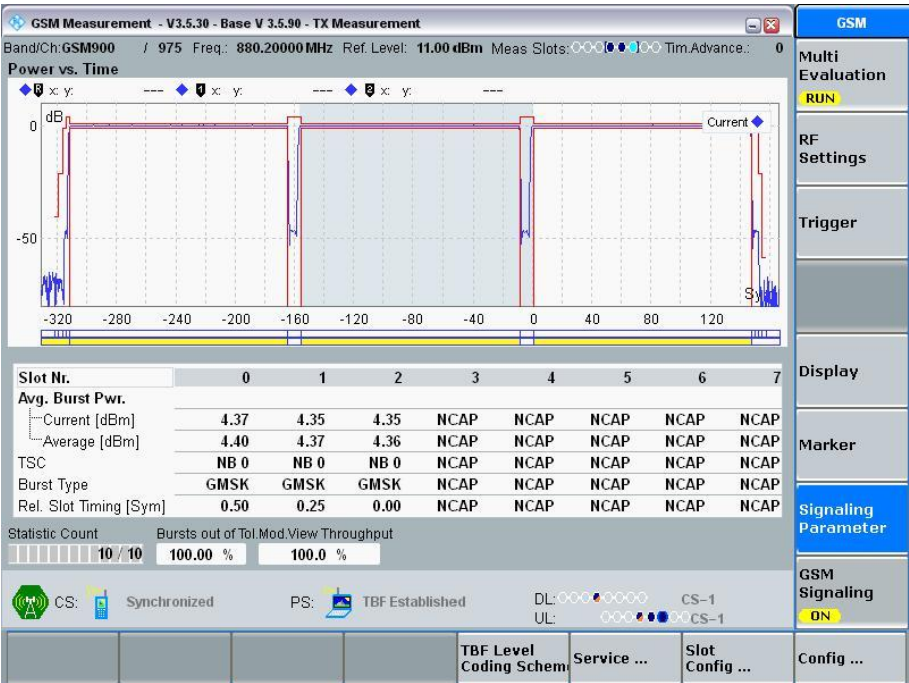 GSM Measurement - V3.5.30 - Base V 3.5.90 - TX Measurement
GSM
Band/Ch:GSM900 / 975 Freq.: 880.20000 MHz Ref. Level: 11.00 dBm Meas Slots: Tim.Advance.: 0
Power vs. Time
Multi
Evaluation
RUN
R x: y: --- 1 x: y: --- 2 x: y: ---
dB
Current
0
-50
Sy
-320 -280 -240 -200 -160 -120 -80 -40 0 40 80 120
RF
Settings
Trigger
Slot Nr. 0 1 2 3 4 5 6 7
Avg. Burst Pwr.
Current [dBm] 4.37 4.35 4.35 NCAP NCAP NCAP NCAP NCAP
Average [dBm] 4.40 4.37 4.36 NCAP NCAP NCAP NCAP NCAP
TSC NB 0 NB 0 NB 0 NCAP NCAP NCAP NCAP NCAP
Burst Type GMSK GMSK GMSK NCAP NCAP NCAP NCAP NCAP
Rel. Slot Timing [Sym] 0.50 0.25 0.00 NCAP NCAP NCAP NCAP NCAP
Display
Marker
Signaling
Parameter
Statistic Count Bursts out of Tol. Mod.View Throughput
10 / 10 100.00 % 100.0 %
CS: Synchronized PS: TBF Established DL: CS-1
UL: CS-1
GSM
Signaling
ON
TBF Level
Coding Schem
Service ...
Slot
Config ...
Config ...